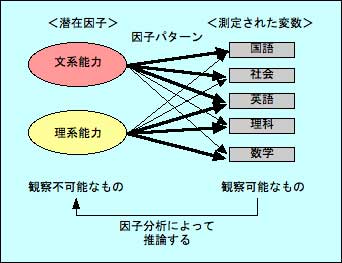 ＜潜在因子＞
＜測定された変数＞
因子パターン
文系能力
理系能力
国語
社会
英語
理科
数学
観察不可能なもの
観察可能なもの
因子分析によって
推論する